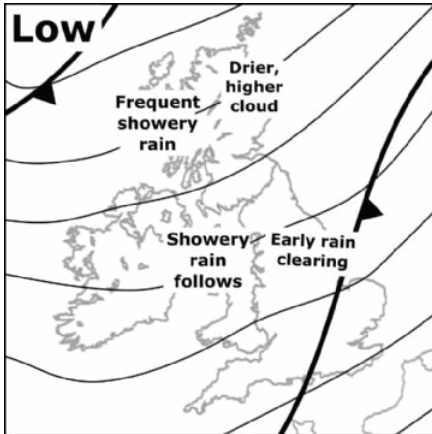 Low
Drier,
higher
cloud
Frequent
showery
rain
Showery
rain
follows
Early rain
clearing